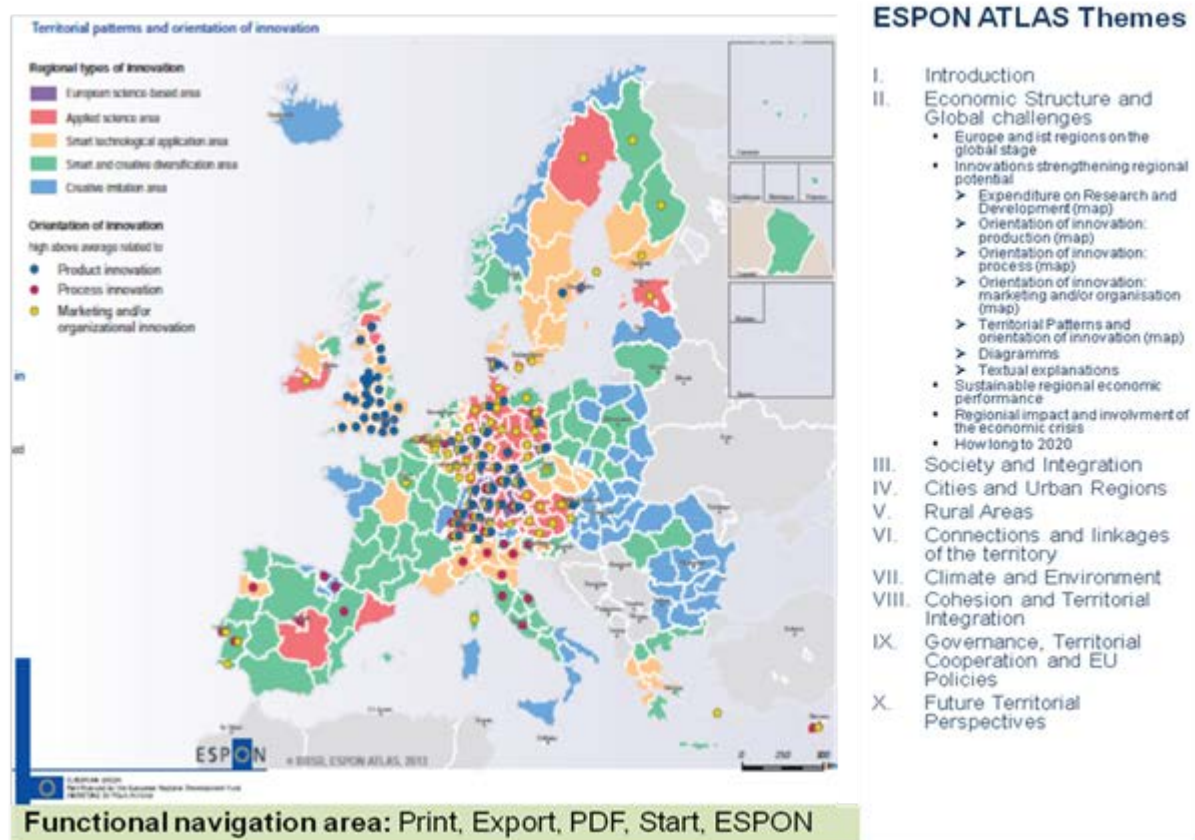 Territorial patterns and orientation of innovation
Regional types of Innovation
European science-based area
Applied science area
Smart technological application area
Smart and creative diversification area
Creative imitation area
Orientation of Innovation
high above average related to
Product innovation
Process innovation
Marketing and/or
organizational innovation
in
ESPON
© BBSR, ESPON ATLAS, 2013
EUROPEAN UNION
Functional navigation area: Print, Export, PDF, Start, ESPON
ESPON ATLAS Themes
I. Introduction
II. Economic Structure and
Global challenges
▪ Europe and ist regions on the
global stage
▪ Innovations strengthening regional
potential
➢ Expenditure on Research and
Development (map)
➢ Orientation of innovation:
production (map)
➢ Orientation of innovation:
process (map)
➢ Orientation of innovation:
marketing and/or organisation
(map)
➢ Territorial Patterns and
orientation of innovation (map)
➢ Diagramms
➢ Textual explanations
▪ Sustainable regional economic
performance
▪ Regionial impact and involvment of
the economic crisis
▪ How long to 2020
III. Society and Integration
IV. Cities and Urban Regions
V. Rural Areas
VI. Connections and linkages
of the territory
VII. Climate and Environment
VIII. Cohesion and Territorial
Integration
IX. Governance, Territorial
Cooperation and EU
Policies
X. Future Territorial
Perspectives